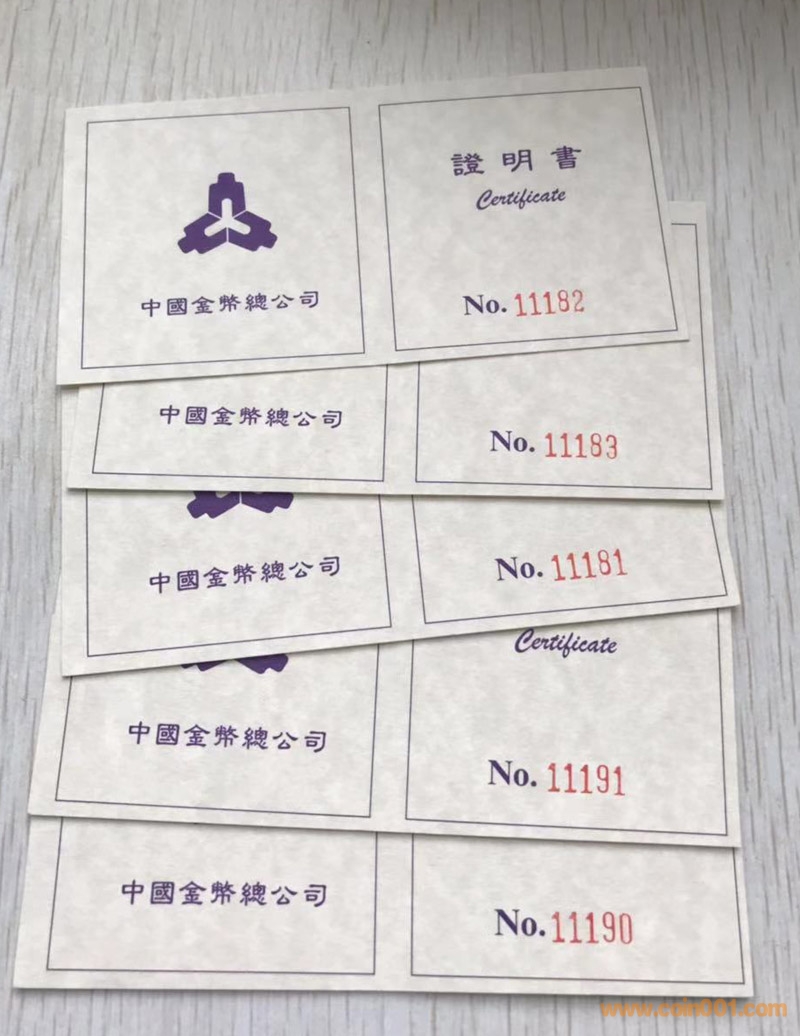 中國金幣總公司
證明書
Certificate
No. 11182
中國金幣總公司
No. 11183
中國金幣總公司
No. 11181
Certificate
中國金幣總公司
No. 11191
中國金幣總公司
No. 11190
www.coin001.com